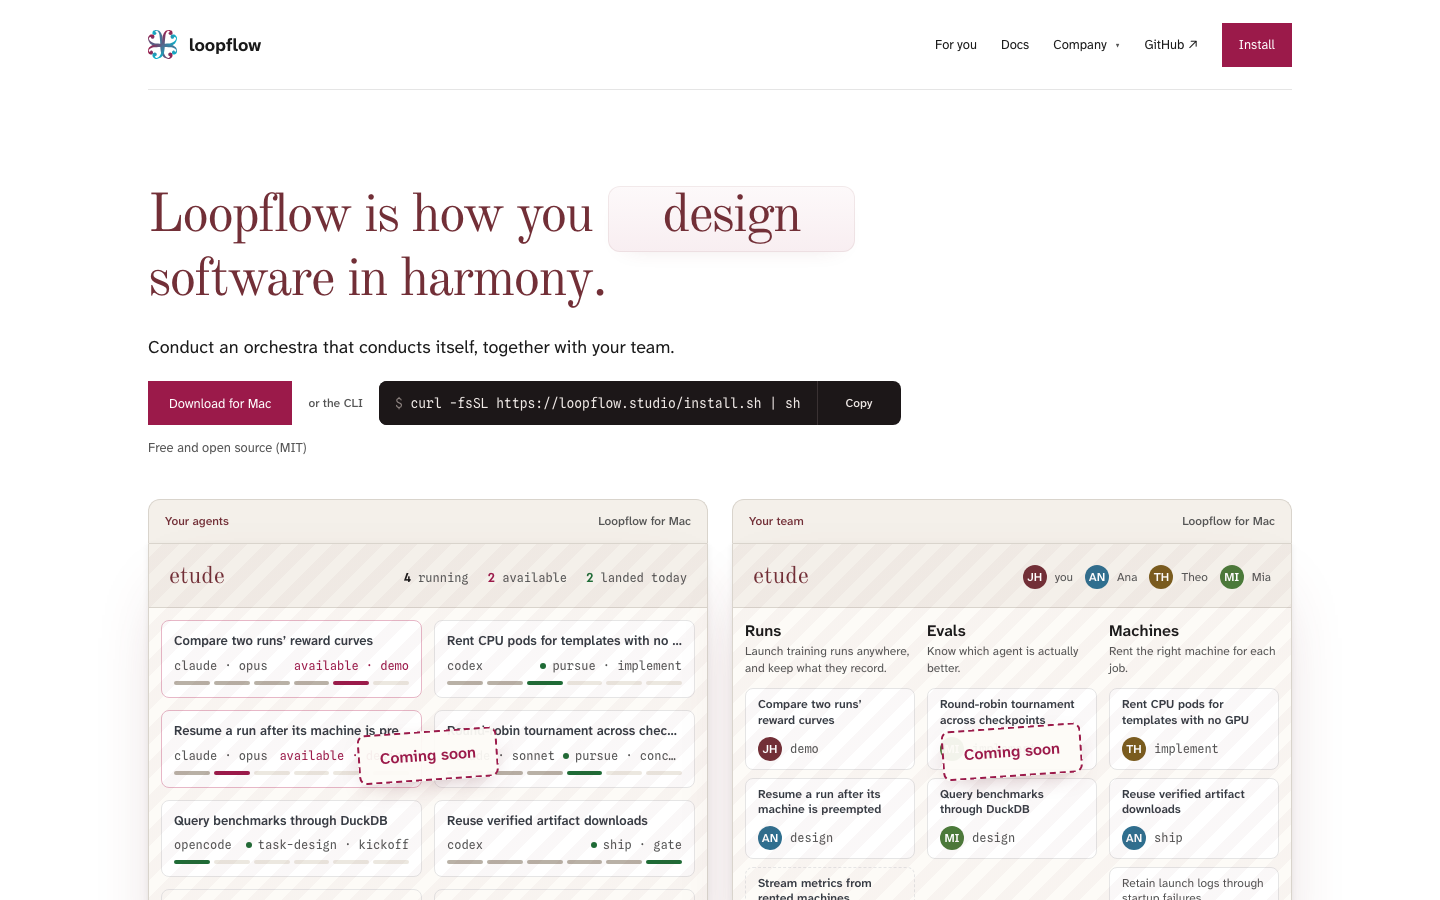 loopflow
For you
Docs
Company
GitHub ↗
Install
Loopflow is how you design
software in harmony.
Conduct an orchestra that conducts itself, together with your team.
Download for Mac
or the CLI
$ curl -fsSL https://loopflow.studio/install.sh | sh
Copy
Free and open source (MIT)
Your agents
Loopflow for Mac
etude
4 running
2 available
2 landed today
Compare two runs’ reward curves
claude · opus
available · demo
Rent CPU pods for templates with no …
codex
pursue · implement
Resume a run after its machine is pre
claude · opus
available ·
robin tournament across chec…
· sonnet
pursue · conc…
Coming soon
Query benchmarks through DuckDB
opencode
task-design · kickoff
Reuse verified artifact downloads
codex
ship · gate
Your team
Loopflow for Mac
etude
JH you
AN Ana
TH Theo
MI Mia
Runs
Launch training runs anywhere,
and keep what they record.
Compare two runs’
reward curves
JH demo
Resume a run after its
machine is preempted
AN design
Stream metrics from
rented machines
Evals
Know which agent is actually
better.
Round-robin tournament
across checkpoints
Coming soon
Query benchmarks
through DuckDB
MI design
Machines
Rent the right machine for each
job.
Rent CPU pods for
templates with no GPU
TH implement
Reuse verified artifact
downloads
AN ship
Retain launch logs through
startup failures